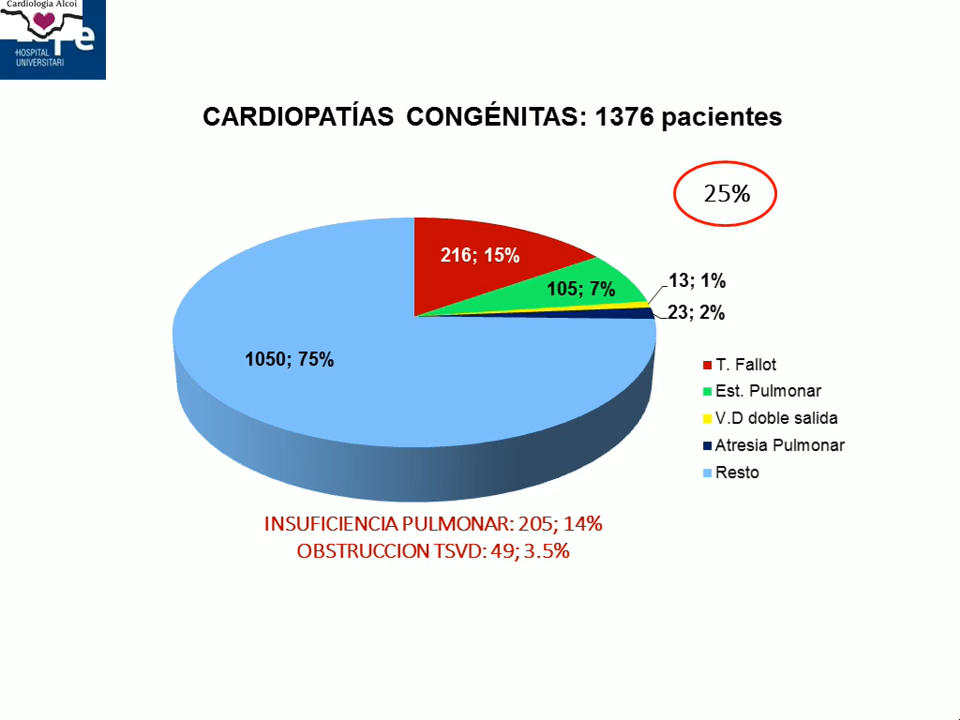 Cardiologia Alcoi
Fe
HOSPITAL
UNIVERSITARI
CARDIOPATÍAS CONGÉNITAS: 1376 pacientes
25%
216; 15%
105; 7%
13; 1%
23; 2%
1050; 75%
T. Fallot
Est. Pulmonar
V.D doble salida
Atresia Pulmonar
Resto
INSUFICIENCIA PULMONAR: 205; 14%
OBSTRUCCION TSVD: 49; 3.5%